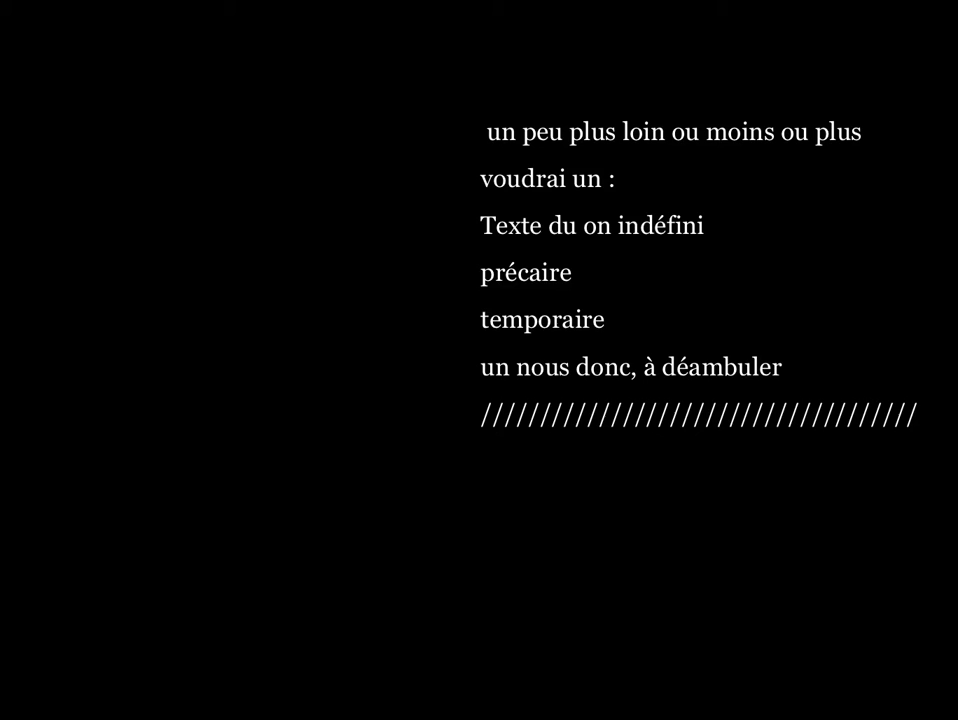 un peu plus loin ou moins ou plus
voudrai un :
Texte du on indéfini
précaire
temporaire
un nous donc, à déambuler
/////////////////////////////////////